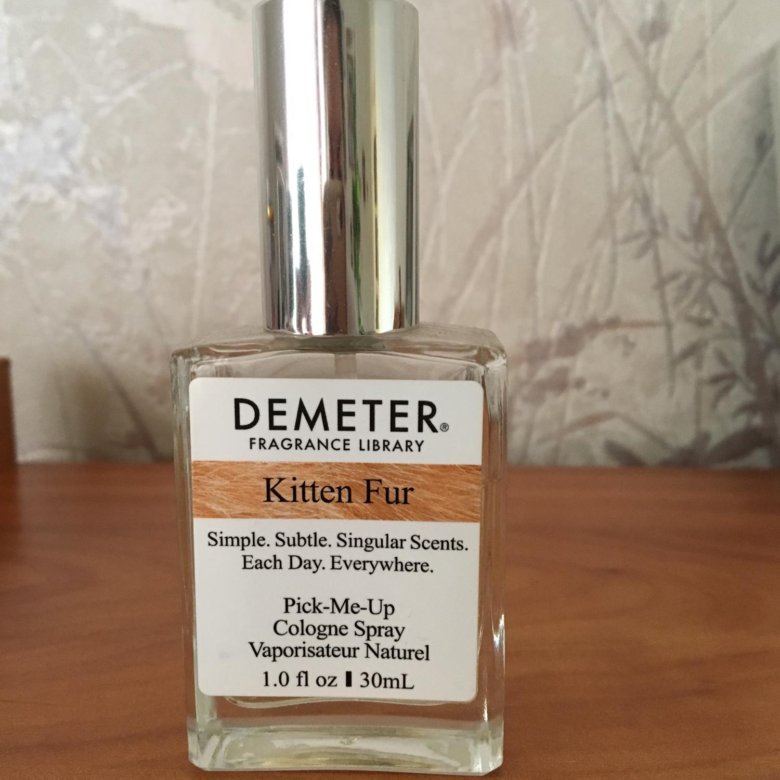 DEMETER®
FRAGRANCE LIBRARY
Kitten Fur
Simple. Subtle. Singular Scents.
Each Day. Everywhere.
Pick-Me-Up
Cologne Spray
Vaporisateur Naturel
1.0 fl oz ▌ 30mL